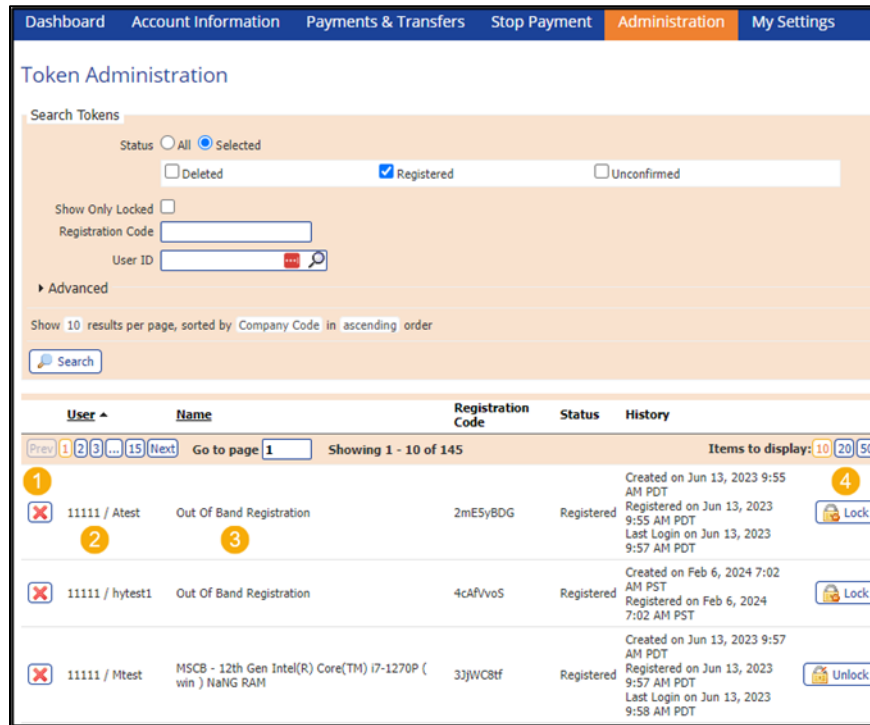 Dashboard Account Information Payments & Transfers Stop Payment Administration My Settings
Token Administration
Search Tokens
Status All Selected
Deleted Registered Unconfirmed
Show Only Locked
Registration Code
User ID
Advanced
Show 10 results per page, sorted by Company Code in ascending order
Search
User Name Registration Code Status History
Prev 1 2 3 ... 15 Next Go to page 1 Showing 1 - 10 of 145 Items to display: 10 20 50
1 4
Created on Jun 13, 2023 9:55
AM PDT
11111 / Atest Out Of Band Registration 2mE5yBDG Registered Registered on Jun 13, 2023 Lock
9:55 AM PDT
2 3
Last Login on Jun 13, 2023
9:57 AM PDT
Created on Feb 6, 2024 7:02
AM PST
11111 / hytest1 Out Of Band Registration 4cAfVvoS Registered Registered on Feb 6, 2024 Lock
7:02 AM PST
Created on Jun 13, 2023 9:57
AM PDT
11111 / Mtest MSCB - 12th Gen Intel(R) Core(TM) i7-1270P ( 3JjWC8tf Registered Registered on Jun 13, 2023 Unlock
win ) NaNG RAM 9:57 AM PDT
Last Login on Jun 13, 2023
9:58 AM PDT